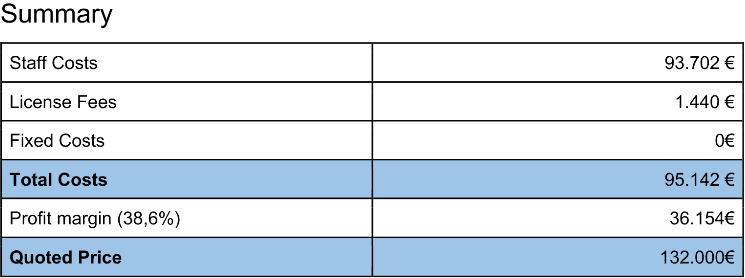 Summary
Staff Costs 93.702 €
License Fees 1.440 €
Fixed Costs 0€
Total Costs 95.142 €
Profit margin (38,6%) 36.154€
Quoted Price 132.000€